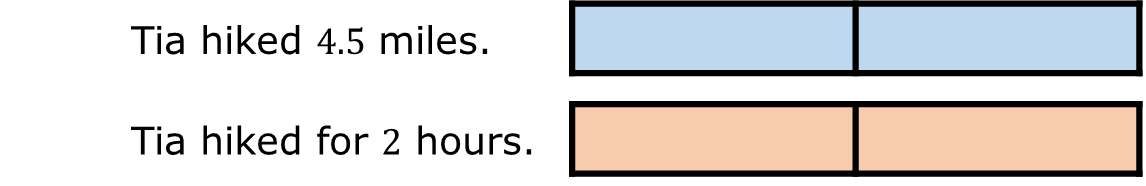 Tia hiked 4.5 miles.
Tia hiked for 2 hours.